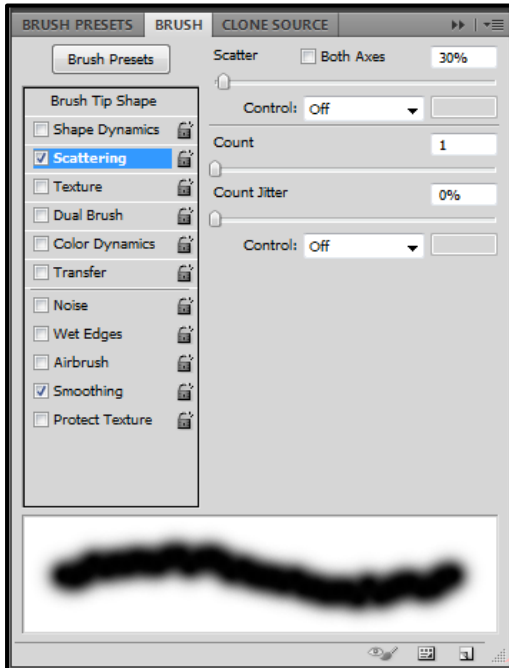 BRUSH PRESETS BRUSH CLONE SOURCE
Brush Presets
Brush Tip Shape
Shape Dynamics
Scattering
Texture
Dual Brush
Color Dynamics
Transfer
Noise
Wet Edges
Airbrush
Smoothing
Protect Texture
Scatter Both Axes 30%
Control: Off
Count 1
Count Jitter 0%
Control: Off